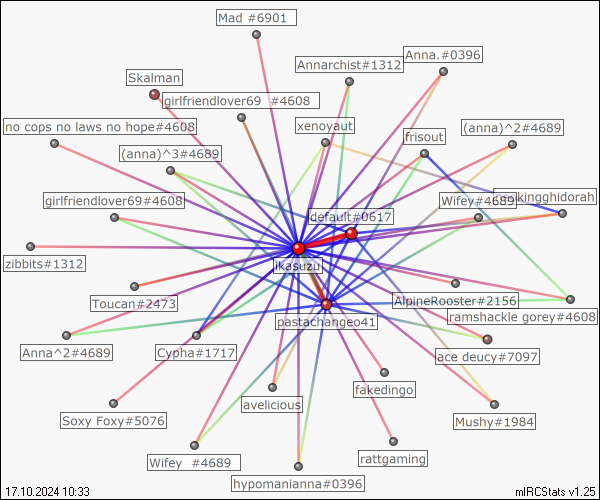 Mad #6901
Anna.#0396
Annarchist#1312
Skalman
girlfriendlover69 #4608
no cops no laws no hope#4608
xenoyaut
(anna)^2#4689
frisout
(anna)^3#4689
girlfriendlover69#4608
Wifey#4689
kingghidorah
default#0617
zibbits#1312
ikasuzu
Toucan#2473
AlpineRooster#2156
ramshackle gorey#4608
pastachangeo41
Anna^2#4689
Cypha#1717
ace deucy#7097
fakedingo
avelicious
Soxy Foxy#5076
Mushy#1984
Wifey #4689
rattgaming
hypomanianna#0396
17.10.2024 10:33
mIRCStats v1.25